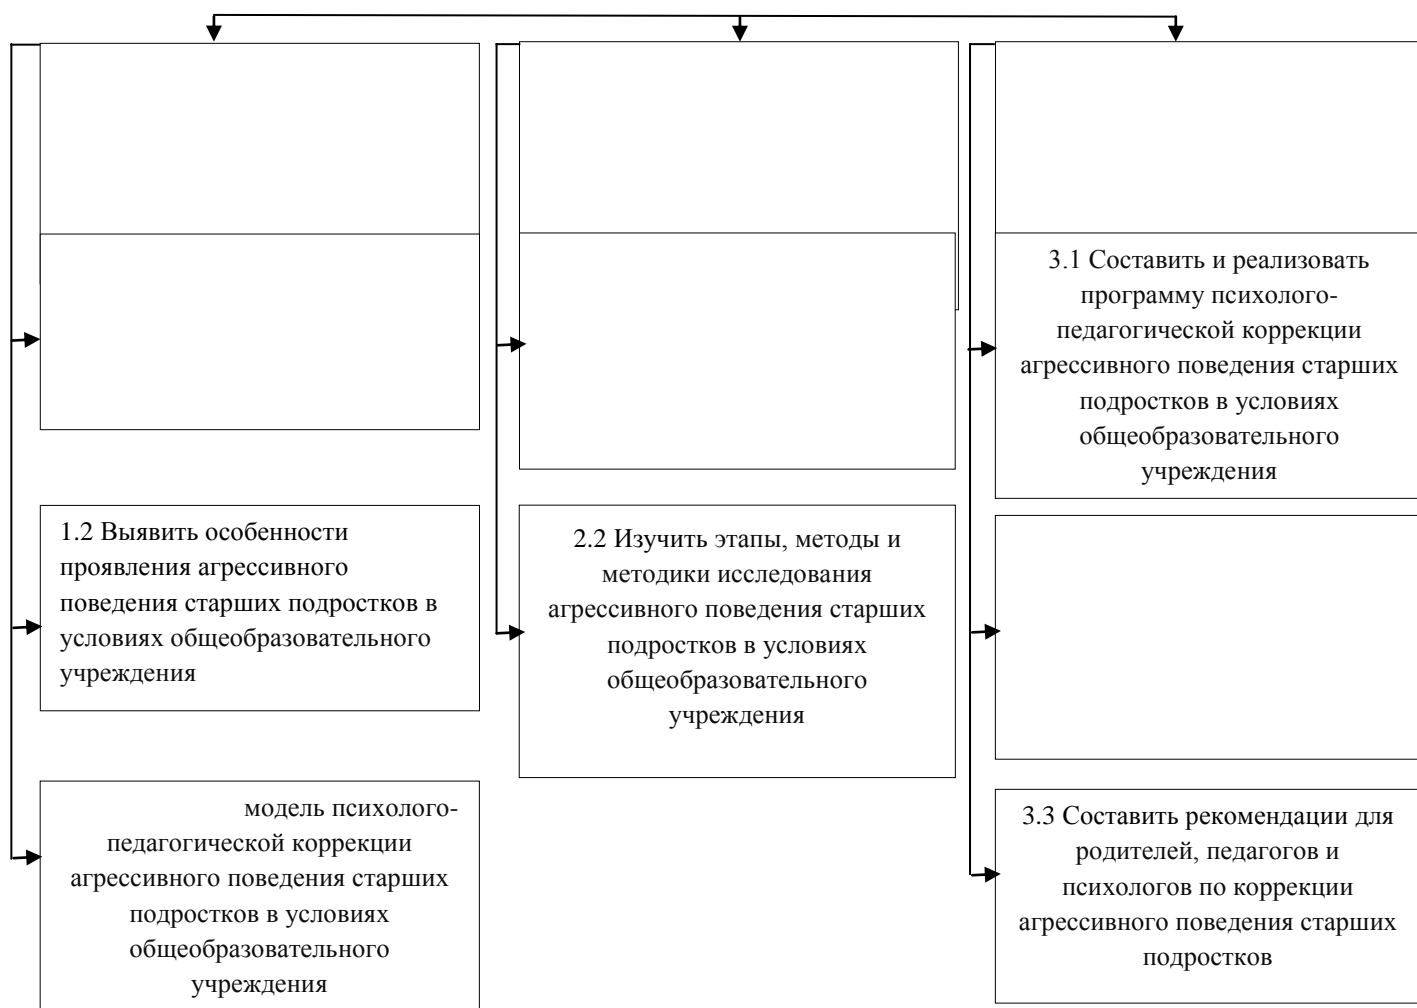 3.1 Составить и реализовать
программу психолого-
педагогической коррекции
агрессивного поведения старших
подростков в условиях
общеобразовательного
учреждения
1.2 Выявить особенности
проявления агрессивного
поведения старших подростков в
условиях общеобразовательного
учреждения
2.2 Изучить этапы, методы и
методики исследования
агрессивного поведения старших
подростков в условиях
общеобразовательного
учреждения
модель психолого-
педагогической коррекции
агрессивного поведения старших
подростков в условиях
общеобразовательного
учреждения
3.3 Составить рекомендации для
родителей, педагогов и
психологов по коррекции
агрессивного поведения старших
подростков